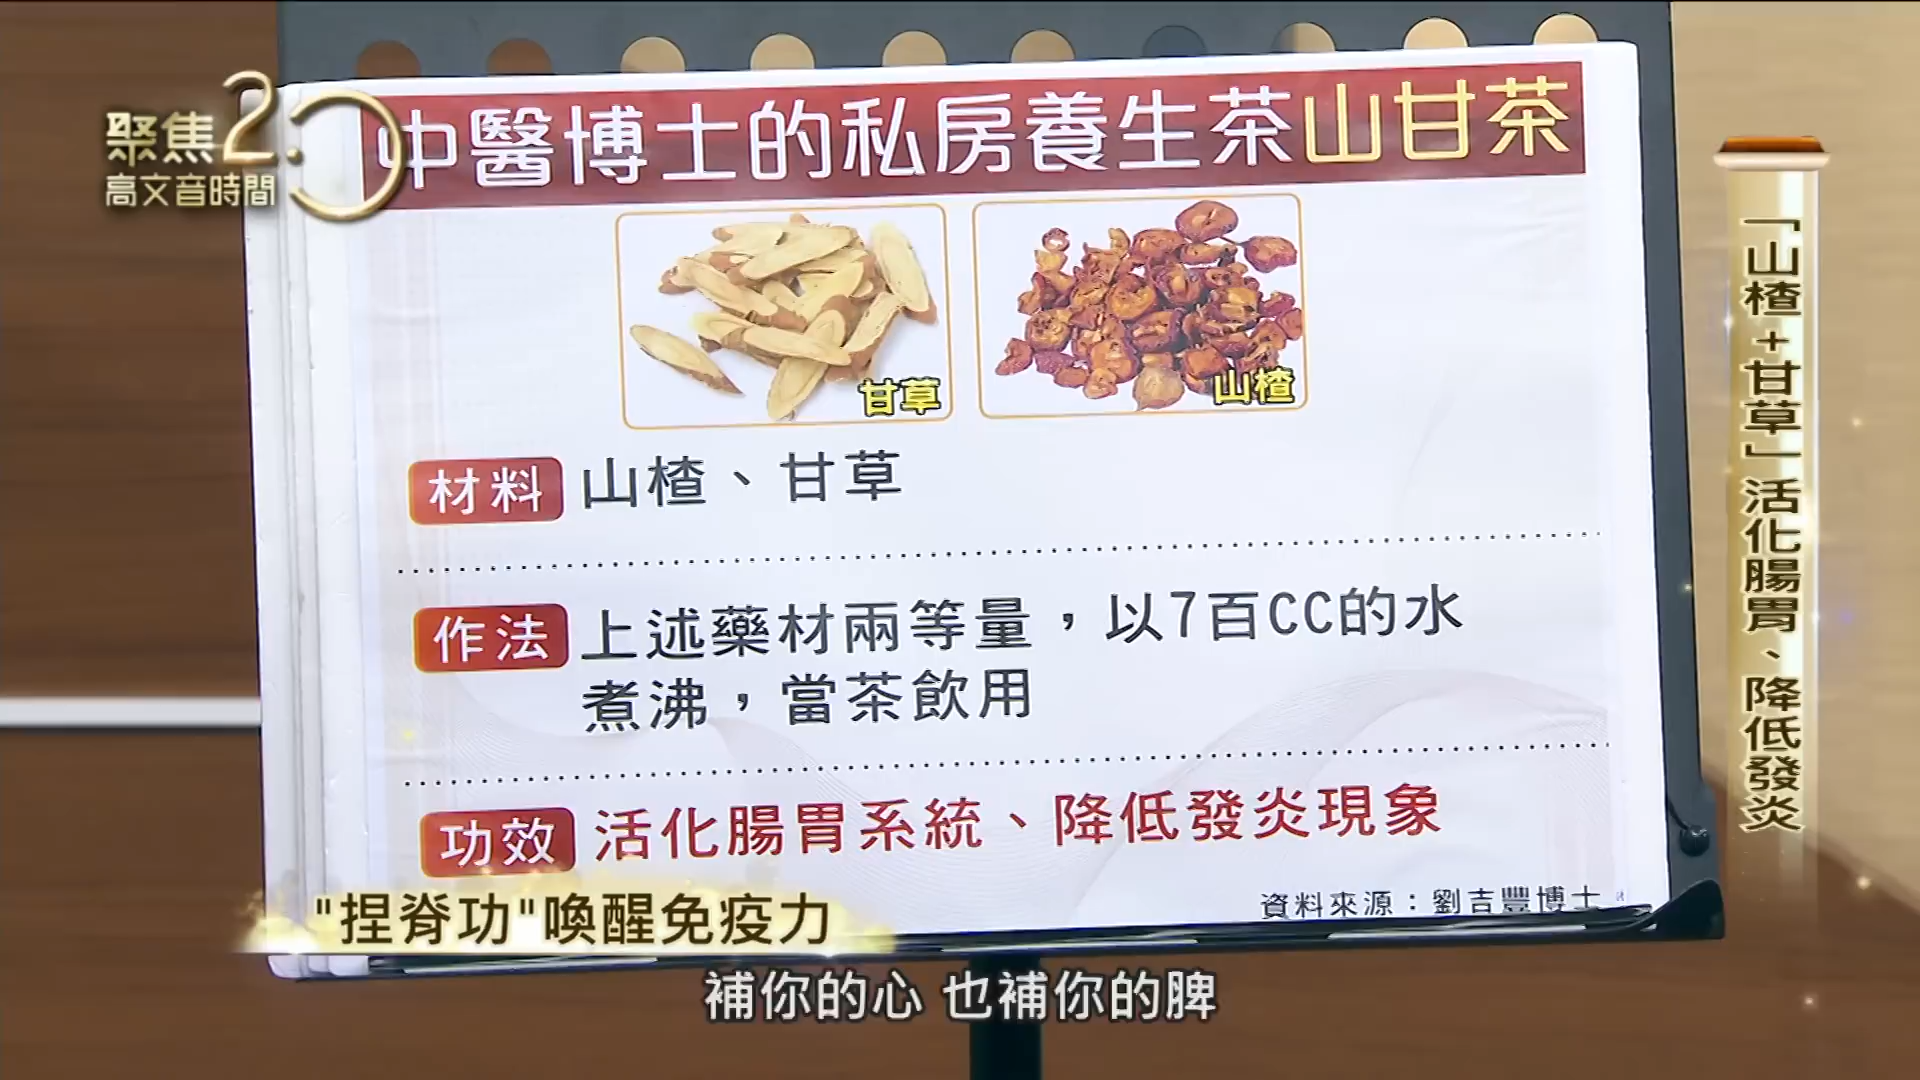 聚焦2.0
高文音時間
中醫博士的私房養生茶山甘茶
甘草
山楂
材料 山楂、甘草
作法 上述藥材兩等量，以7百CC的水
煮沸，當茶飲用
功效 活化腸胃系統、降低發炎現象
資料來源：劉吉豐博士
「山楂+甘草」活化腸胃、降低發炎
"捏脊功"喚醒免疫力
補你的心 也補你的脾